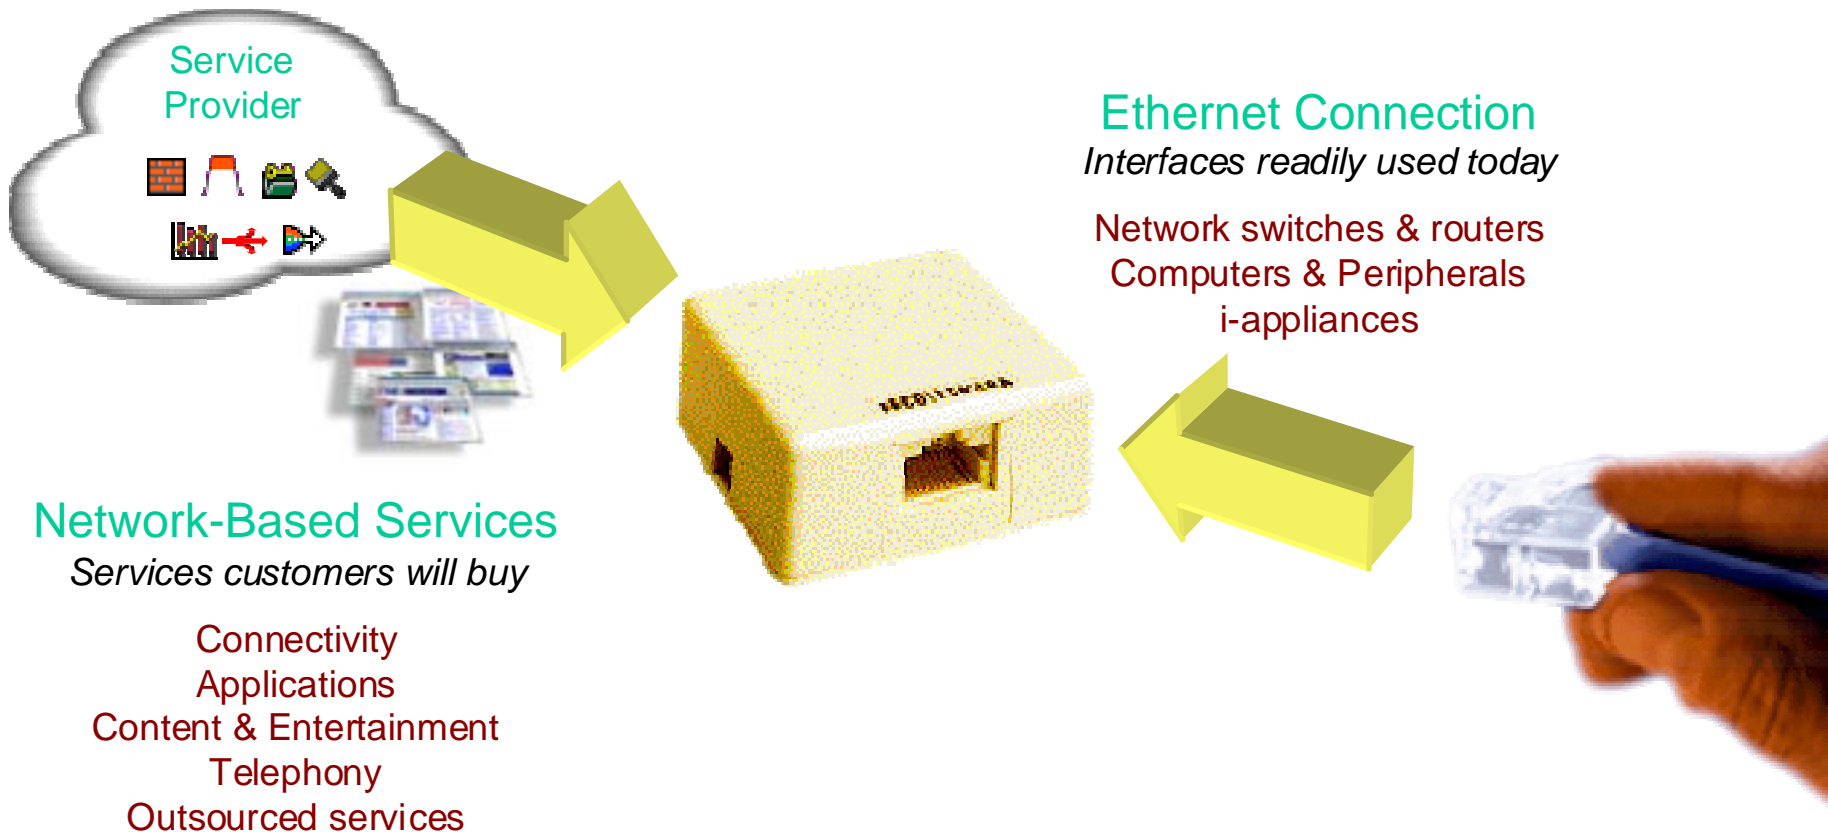 Service
Provider
Ethernet Connection
Interfaces readily used today
Network switches & routers
Computers & Peripherals
i-appliances
Network-Based Services
Services customers will buy
Connectivity
Applications
Content & Entertainment
Telephony
Outsourced services